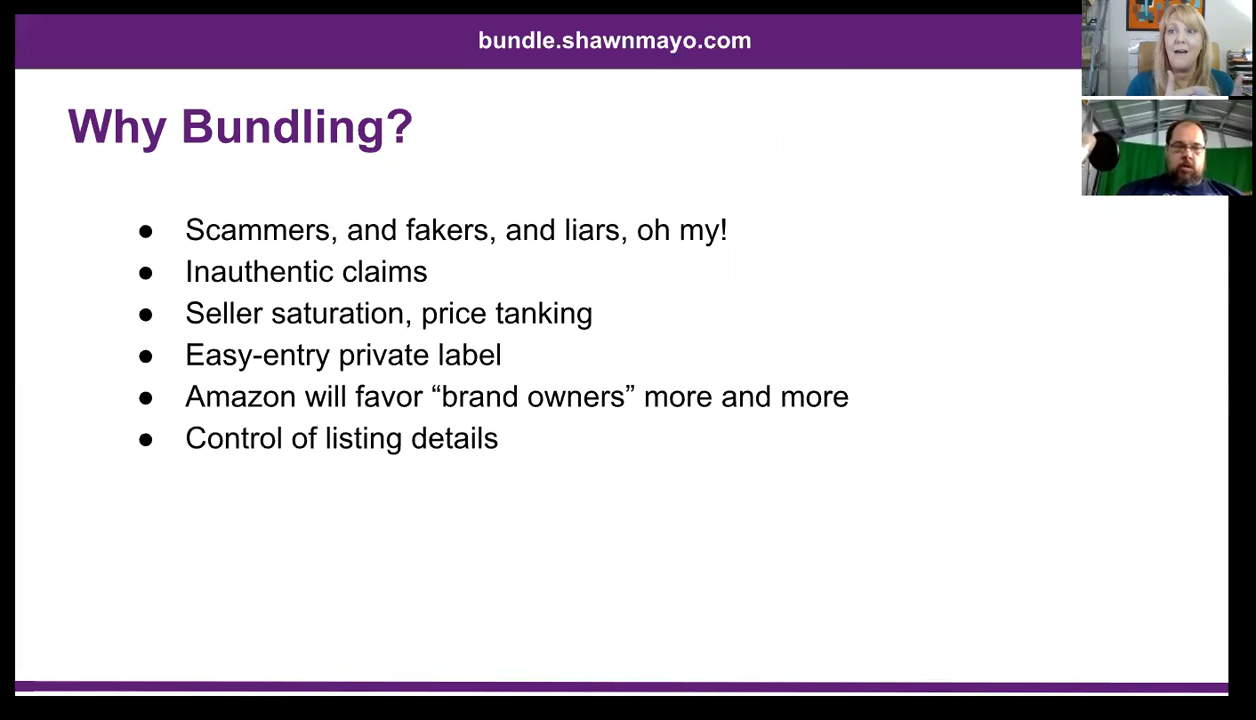 bundle.shawnmayo.com
Why Bundling?
● Scammers, and fakers, and liars, oh my!
● Inauthentic claims
● Seller saturation, price tanking
● Easy-entry private label
● Amazon will favor “brand owners” more and more
● Control of listing details